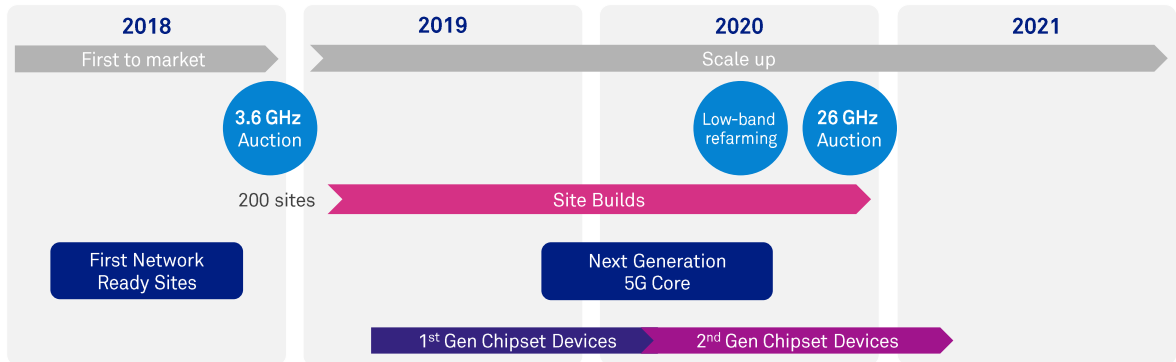 2018
2019
2020
2021
First to market
Scale up
3.6 GHz
Auction
Low-band
refarming
26 GHz
Auction
200 sites
Site Builds
First Network
Ready Sites
Next Generation
5G Core
1st Gen Chipset Devices
2nd Gen Chipset Devices